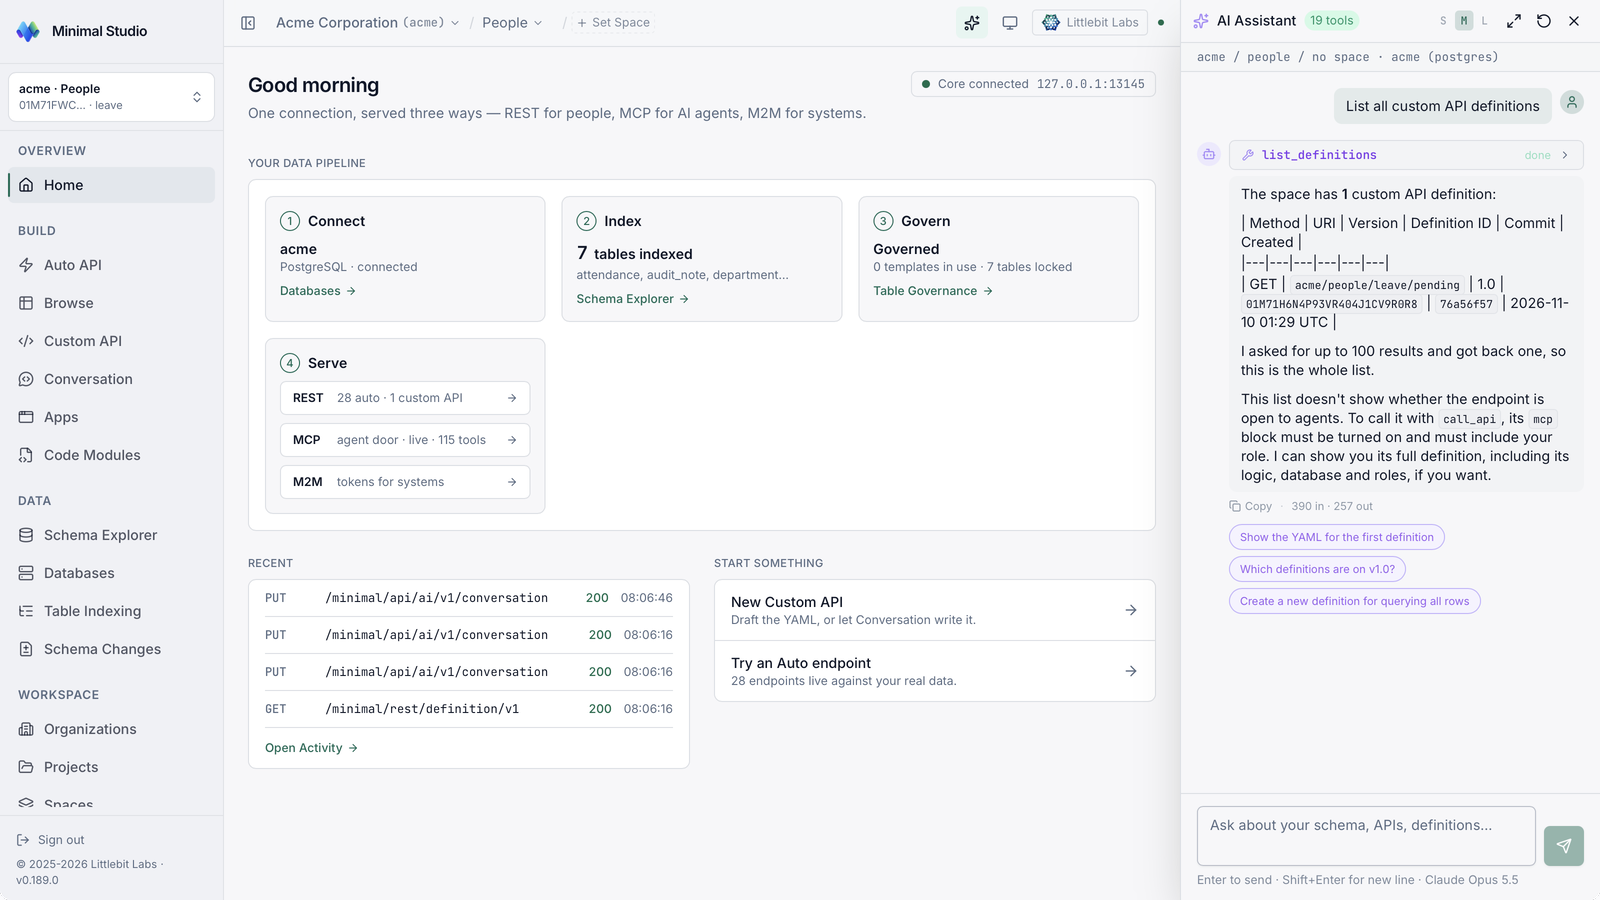 Minimal Studio
acme · People
01M71FWC... · leave
OVERVIEW
Home
BUILD
Auto API
Browse
Custom API
Conversation
Apps
Code Modules
DATA
Schema Explorer
Databases
Table Indexing
Schema Changes
WORKSPACE
Organizations
Projects
Spaces
Sign out
© 2025-2026 Littlebit Labs ·
v0.189.0
Acme Corporation (acme) / People / + Set Space
Littlebit Labs
Good morning
Core connected 127.0.0.1:13145
One connection, served three ways — REST for people, MCP for AI agents, M2M for systems.
YOUR DATA PIPELINE
1 Connect
acme
PostgreSQL · connected
Databases →
2 Index
7 tables indexed
attendance, audit_note, department...
Schema Explorer →
3 Govern
Governed
0 templates in use · 7 tables locked
Table Governance →
4 Serve
REST 28 auto · 1 custom API →
MCP agent door · live · 115 tools →
M2M tokens for systems →
RECENT
PUT /minimal/api/ai/v1/conversation 200 08:06:46
PUT /minimal/api/ai/v1/conversation 200 08:06:16
PUT /minimal/api/ai/v1/conversation 200 08:06:16
GET /minimal/rest/definition/v1 200 08:06:16
Open Activity →
START SOMETHING
New Custom API
Draft the YAML, or let Conversation write it.
Try an Auto endpoint
28 endpoints live against your real data.
AI Assistant 19 tools S M L
acme / people / no space · acme (postgres)
List all custom API definitions
list_definitions done
The space has 1 custom API definition:
| Method | URI | Version | Definition ID | Commit |
Created |
|---|---|---|---|---|---|
| GET | acme/people/leave/pending | 1.0 |
01M71H6N4P93VR404J1CV9R0R8 | 76a56f57 | 2026-11-
10 01:29 UTC |
I asked for up to 100 results and got back one, so
this is the whole list.
This list doesn't show whether the endpoint is
open to agents. To call it with call_api, its mcp
block must be turned on and must include your
role. I can show you its full definition, including its
logic, database and roles, if you want.
Copy · 390 in · 257 out
Show the YAML for the first definition
Which definitions are on v1.0?
Create a new definition for querying all rows
Ask about your schema, APIs, definitions...
Enter to send · Shift+Enter for new line · Claude Opus 5.5